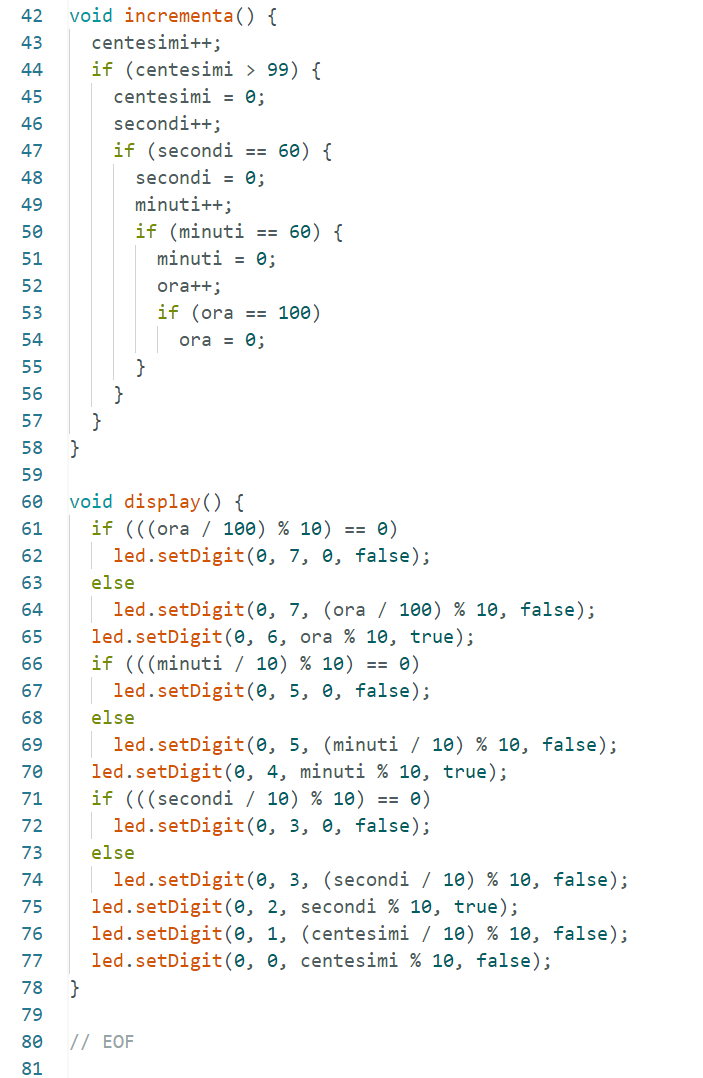 42 void incrementa() {
43   centesimi++;
44   if (centesimi > 99) {
45     centesimi = 0;
46     secondi++;
47     if (secondi == 60) {
48       secondi = 0;
49       minuti++;
50       if (minuti == 60) {
51         minuti = 0;
52         ora++;
53         if (ora == 100)
54           ora = 0;
55       }
56     }
57   }
58 }
59
60 void display() {
61   if (((ora / 100) % 10) == 0)
62     led.setDigit(0, 7, 0, false);
63   else
64     led.setDigit(0, 7, (ora / 100) % 10, false);
65   led.setDigit(0, 6, ora % 10, true);
66   if (((minuti / 10) % 10) == 0)
67     led.setDigit(0, 5, 0, false);
68   else
69     led.setDigit(0, 5, (minuti / 10) % 10, false);
70   led.setDigit(0, 4, minuti % 10, true);
71   if (((secondi / 10) % 10) == 0)
72     led.setDigit(0, 3, 0, false);
73   else
74     led.setDigit(0, 3, (secondi / 10) % 10, false);
75   led.setDigit(0, 2, secondi % 10, true);
76   led.setDigit(0, 1, (centesimi / 10) % 10, false);
77   led.setDigit(0, 0, centesimi % 10, false);
78 }
79
80 // EOF
81